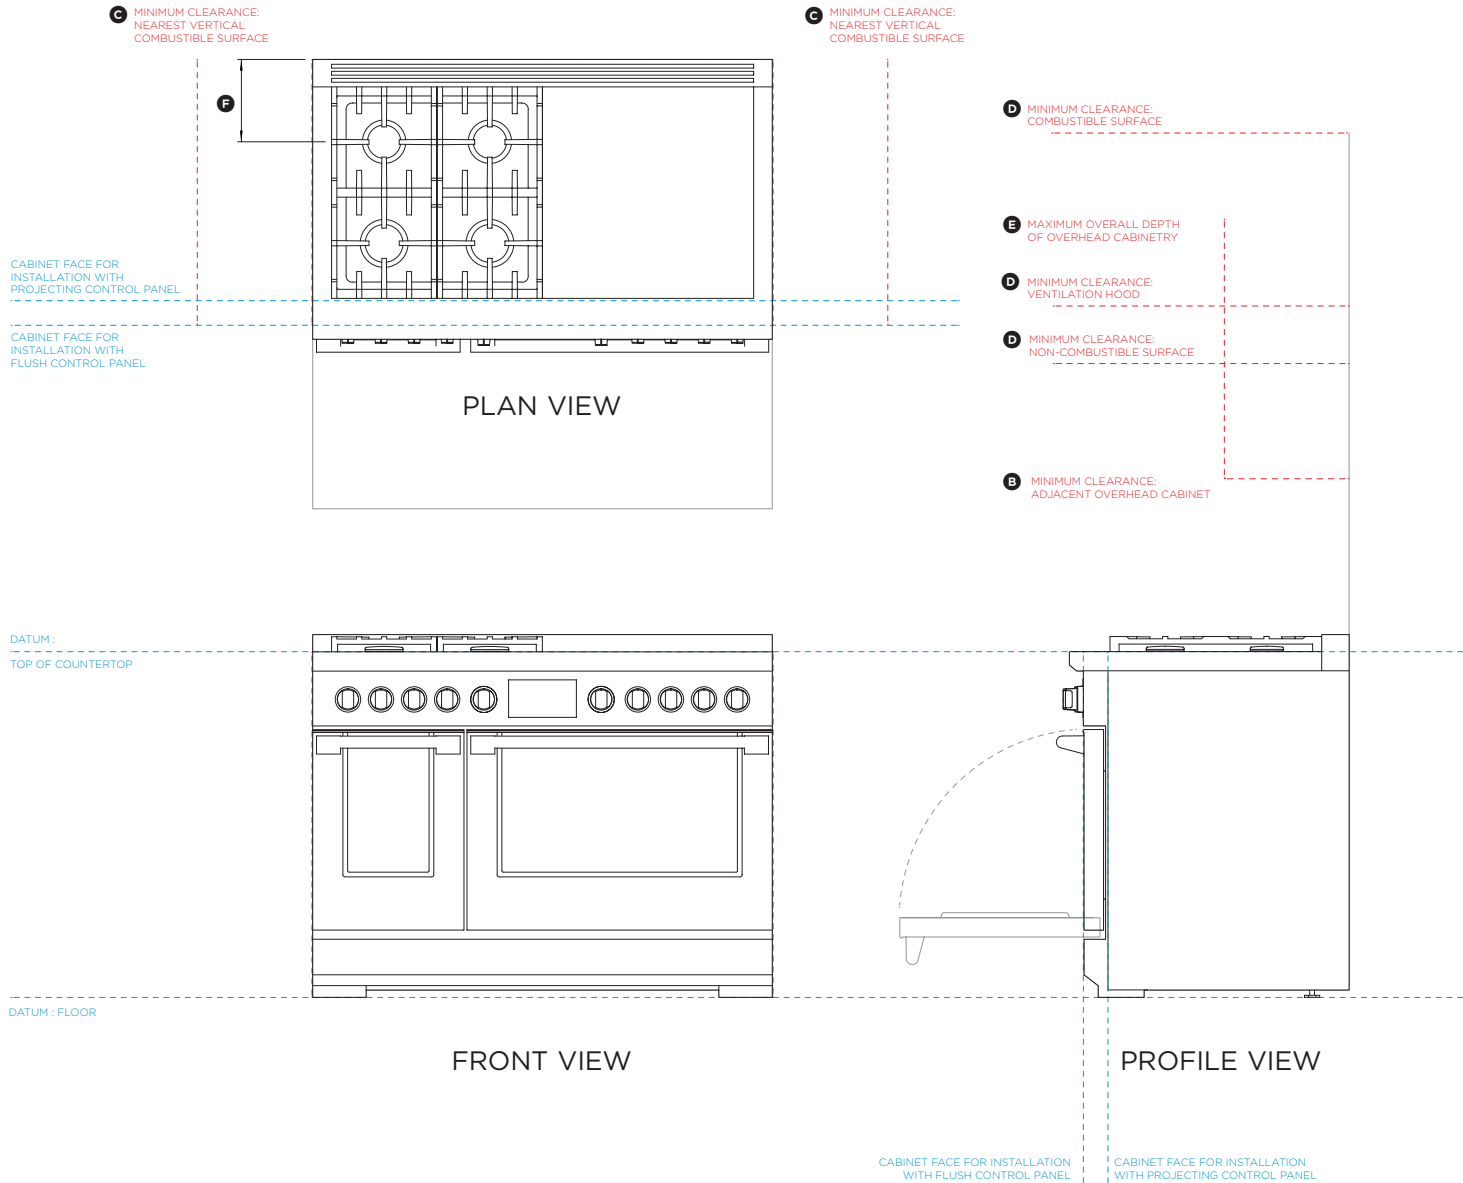 C MINIMUM CLEARANCE:
NEAREST VERTICAL
COMBUSTIBLE SURFACE
C MINIMUM CLEARANCE:
NEAREST VERTICAL
COMBUSTIBLE SURFACE
F
D MINIMUM CLEARANCE:
COMBUSTIBLE SURFACE
E MAXIMUM OVERALL DEPTH
OF OVERHEAD CABINETRY
CABINET FACE FOR
INSTALLATION WITH
PROJECTING CONTROL PANEL
D MINIMUM CLEARANCE:
VENTILATION HOOD
CABINET FACE FOR
INSTALLATION WITH
FLUSH CONTROL PANEL
D MINIMUM CLEARANCE:
NON-COMBUSTIBLE SURFACE
PLAN VIEW
B MINIMUM CLEARANCE:
ADJACENT OVERHEAD CABINET
DATUM :
TOP OF COUNTERTOP
DATUM : FLOOR
FRONT VIEW
PROFILE VIEW
CABINET FACE FOR INSTALLATION
WITH FLUSH CONTROL PANEL
CABINET FACE FOR INSTALLATION
WITH PROJECTING CONTROL PANEL